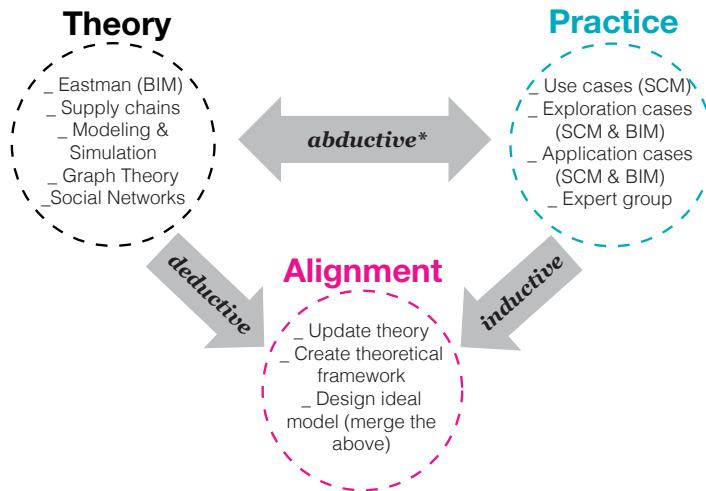 Theory
_ Eastman (BIM)
_ Supply chains
_ Modeling &
Simulation
_ Graph Theory
_Social Networks
abductive*
Practice
_ Use cases (SCM)
_ Exploration cases
(SCM & BIM)
_ Application cases
(SCM & BIM)
_ Expert group
deductive
inductive
Alignment
_ Update theory
_ Create theoretical
framework
_ Design ideal
model (merge the
above)